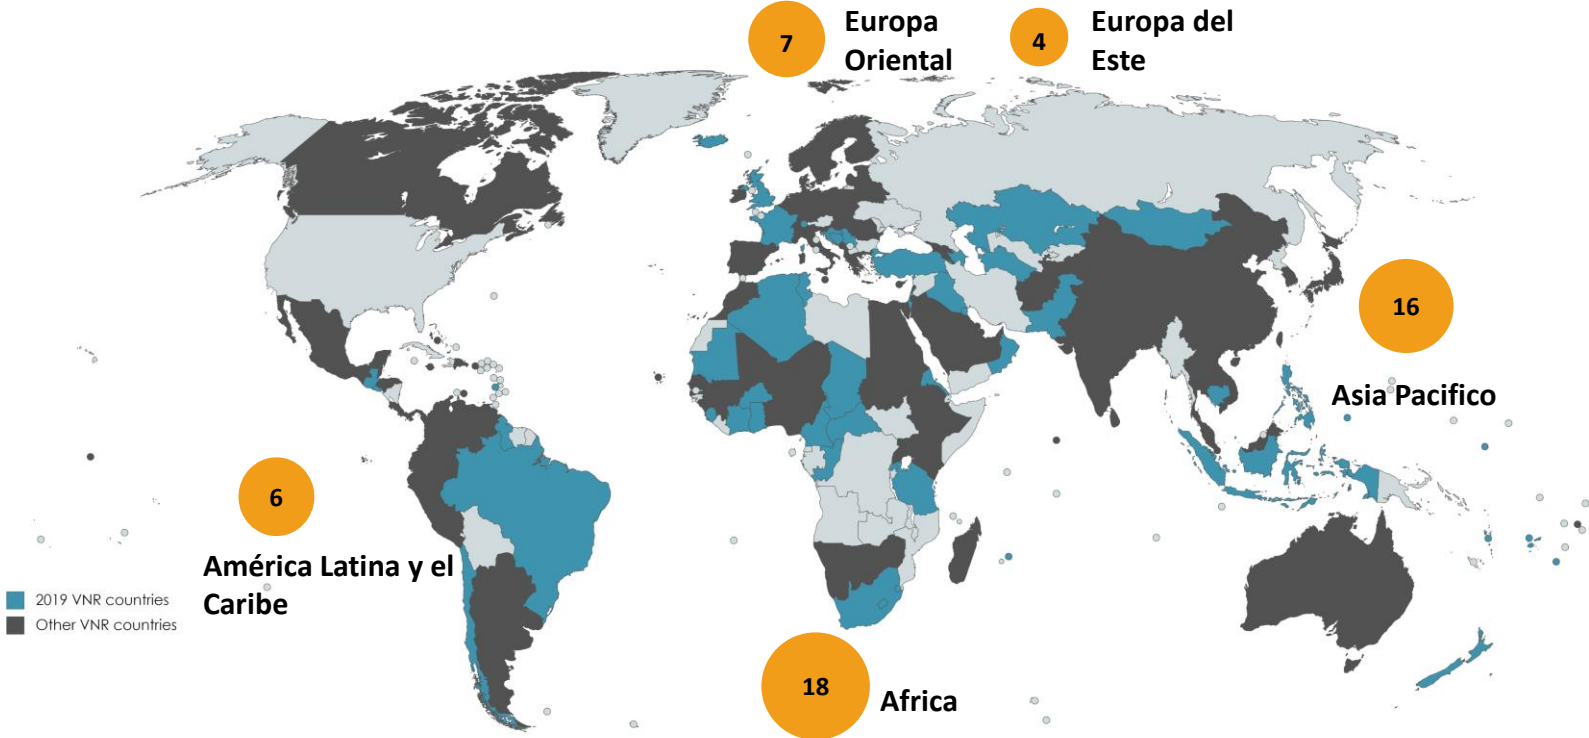 7
Europa
Oriental
4
Europa del
Este
16
Asia Pacifico
6
América Latina y el
Caribe
2019 VNR countries
Other VNR countries
18
Africa